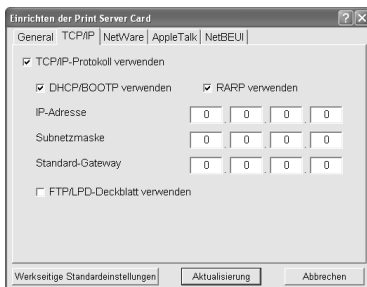 Einrichten der Print Server Card
General TCP/IP NetWare AppleTalk NetBEUI
TCP/IP-Protokoll verwenden
DHCP/BOOTP verwenden RARP verwenden
IP-Adresse 0 . 0 . 0 . 0
Subnetzmaske 0 . 0 . 0 . 0
Standard-Gateway 0 . 0 . 0 . 0
FTP/LPD-Deckblatt verwenden
Werkseitige Standardeinstellungen Aktualisierung Abbrechen